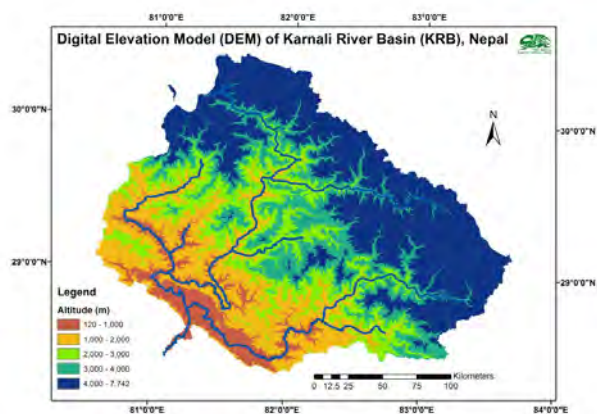 81°0'0"E 82°0'0"E 83°0'0"E
Digital Elevation Model (DEM) of Karnali River Basin (KRB), Nepal
30°0'0"N
30°0'0"N
N
29°0'0"N
29°0'0"N
Legend
Altitude (m)
120 - 1,000
1,000 - 2,000
2,000 - 3,000
3,000 - 4,000
4,000 - 7,742
Kilometers
0 12.5 25 50 75 100
81°0'0"E 82°0'0"E 83°0'0"E 84°0'0"E